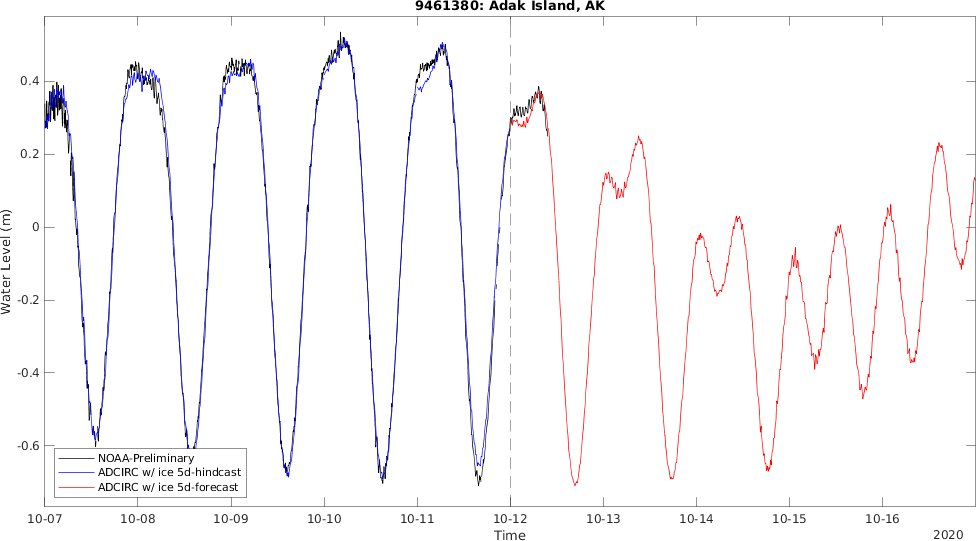 9461380: Adak Island, AK
Water Level (m)
0.4
0.2
0
-0.2
-0.4
-0.6
NOAA-Preliminary
ADCIRC w/ ice 5d-hindcast
ADCIRC w/ ice 5d-forecast
10-07 10-08 10-09 10-10 10-11 10-12 10-13 10-14 10-15 10-16
Time
2020